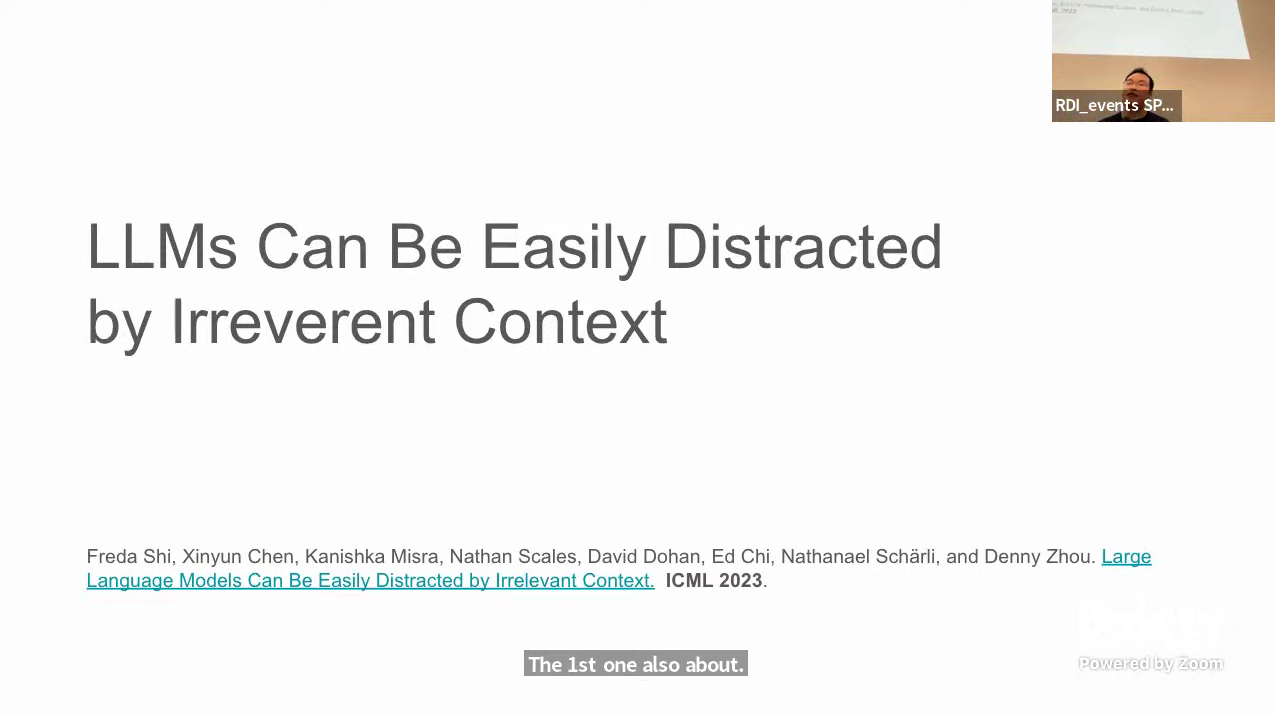 RDI_events SP...
LLMs Can Be Easily Distracted
by Irreverent Context
Freda Shi, Xinyun Chen, Kanishka Misra, Nathan Scales, David Dohan, Ed Chi, Nathanael Schärli, and Denny Zhou. Large
Language Models Can Be Easily Distracted by Irrelevant Context. ICML 2023.
The 1st one also about.
Berkeley
Powered by Zoom